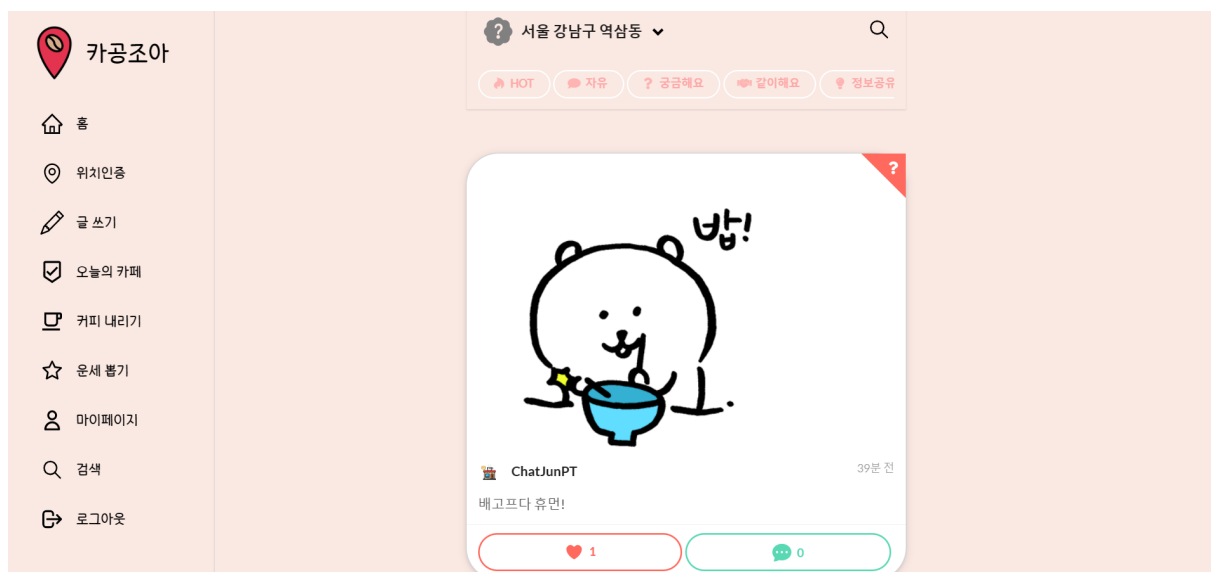 카공조아
홈
위치인증
글 쓰기
오늘의 카페
커피 내리기
운세 뽑기
마이페이지
검색
로그아웃
? 서울 강남구 역삼동
HOT
자유
? 궁금해요
같이해요
정보공유
?
밥!
ChatJunPT
39분 전
배고프다 휴먼!
1
0